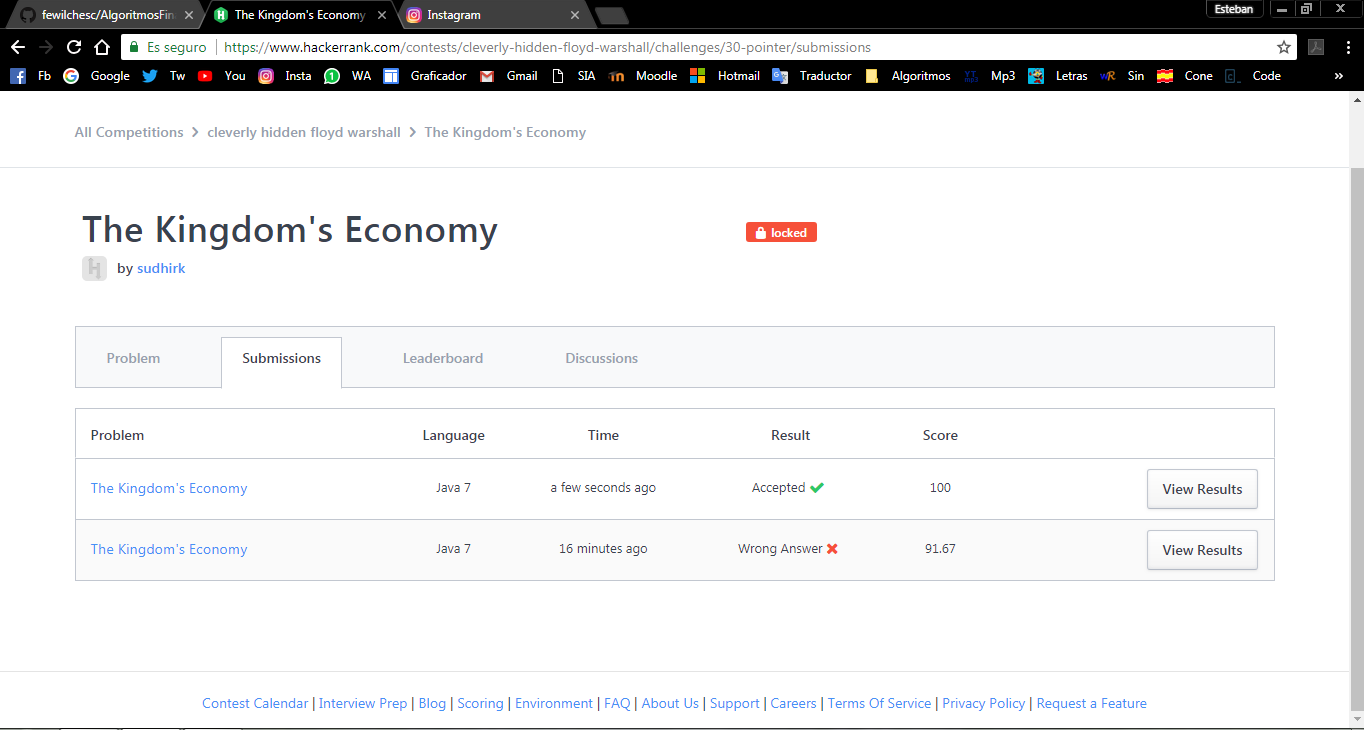 fewilchesc/AlgoritmosFin
The Kingdom's Economy
Instagram
Esteban
Es seguro
https://www.hackerrank.com/contests/cleverly-hidden-floyd-warshall/challenges/30-pointer/submissions
Fb Google Tw You Insta WA Graficador Gmail SIA Moodle Hotmail Traductor Algoritmos Mp3 Letras Sin Cone Code »
All Competitions > cleverly hidden floyd warshall > The Kingdom's Economy
The Kingdom's Economy
locked
by sudhirk
Problem Submissions Leaderboard Discussions
Problem Language Time Result Score
The Kingdom's Economy Java 7 a few seconds ago Accepted 100 View Results
The Kingdom's Economy Java 7 16 minutes ago Wrong Answer 91.67 View Results
Contest Calendar | Interview Prep | Blog | Scoring | Environment | FAQ | About Us | Support | Careers | Terms Of Service | Privacy Policy | Request a Feature